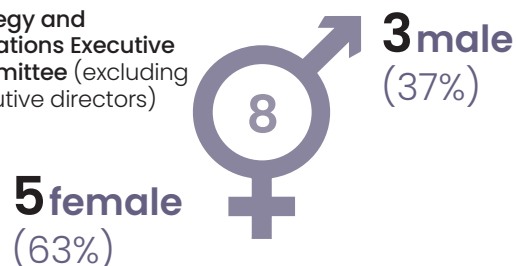 egy and
ations Executive
mittee (excluding
utive directors)
8
3 male
(37%)
5 female
(63%)